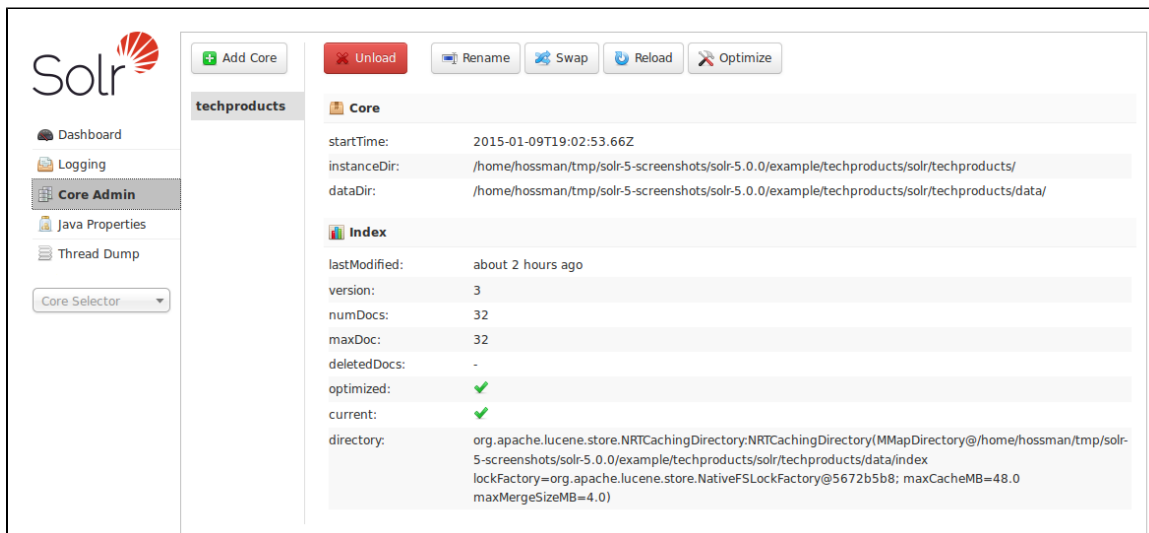 Solr
Dashboard
Logging
Core Admin
Java Properties
Thread Dump
Core Selector
Add Core
techproducts
Unload
Rename
Swap
Reload
Optimize
Core
startTime: 2015-01-09T19:02:53.66Z
instanceDir: /home/hossman/tmp/solr-5-screenshots/solr-5.0.0/example/techproducts/solr/techproducts/
dataDir: /home/hossman/tmp/solr-5-screenshots/solr-5.0.0/example/techproducts/solr/techproducts/data/
Index
lastModified: about 2 hours ago
version: 3
numDocs: 32
maxDoc: 32
deletedDocs: -
optimized:
current:
directory: org.apache.lucene.store.NRTCachingDirectory:NRTCachingDirectory(MMapDirectory@/home/hossman/tmp/solr-
5-screenshots/solr-5.0.0/example/techproducts/solr/techproducts/data/index
lockFactory=org.apache.lucene.store.NativeFSLockFactory@5672b5b8; maxCacheMB=48.0
maxMergeSizeMB=4.0)